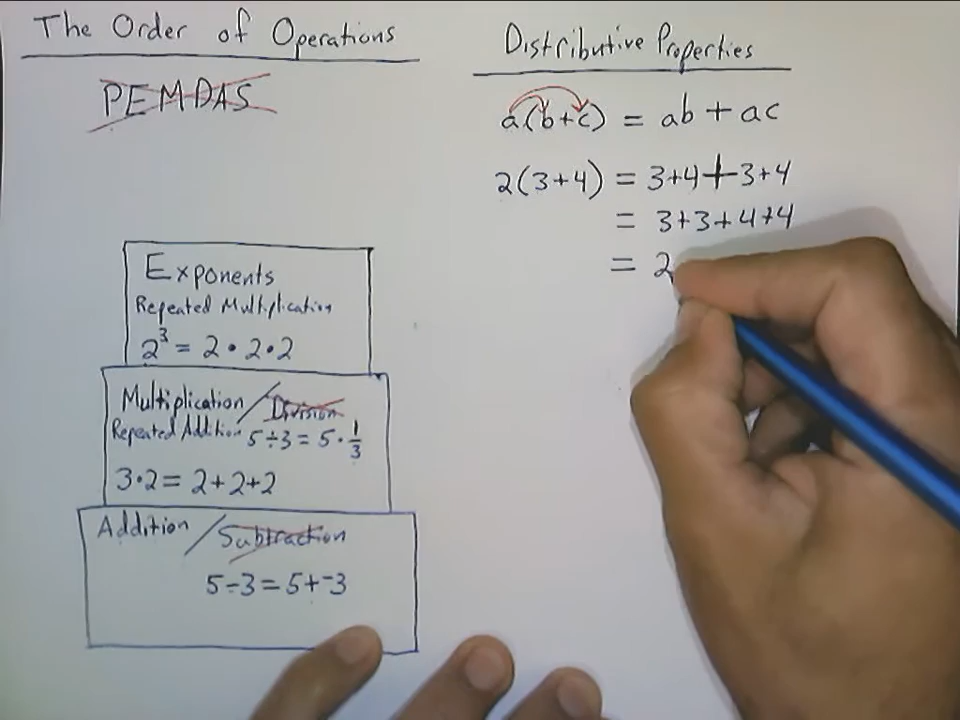 The Order of Operations
PEMDAS
Exponents
Repeated Multiplication
2³ = 2 • 2 • 2
Multiplication / Division
Repeated Addition 5÷3 = 5 • 1/3
3•2 = 2+2+2
Addition / Subtraction
5-3=5+-3
Distributive Properties
a(b+c) = ab + ac
2(3+4) = 3+4+3+4
= 3+3+4+4
= 2